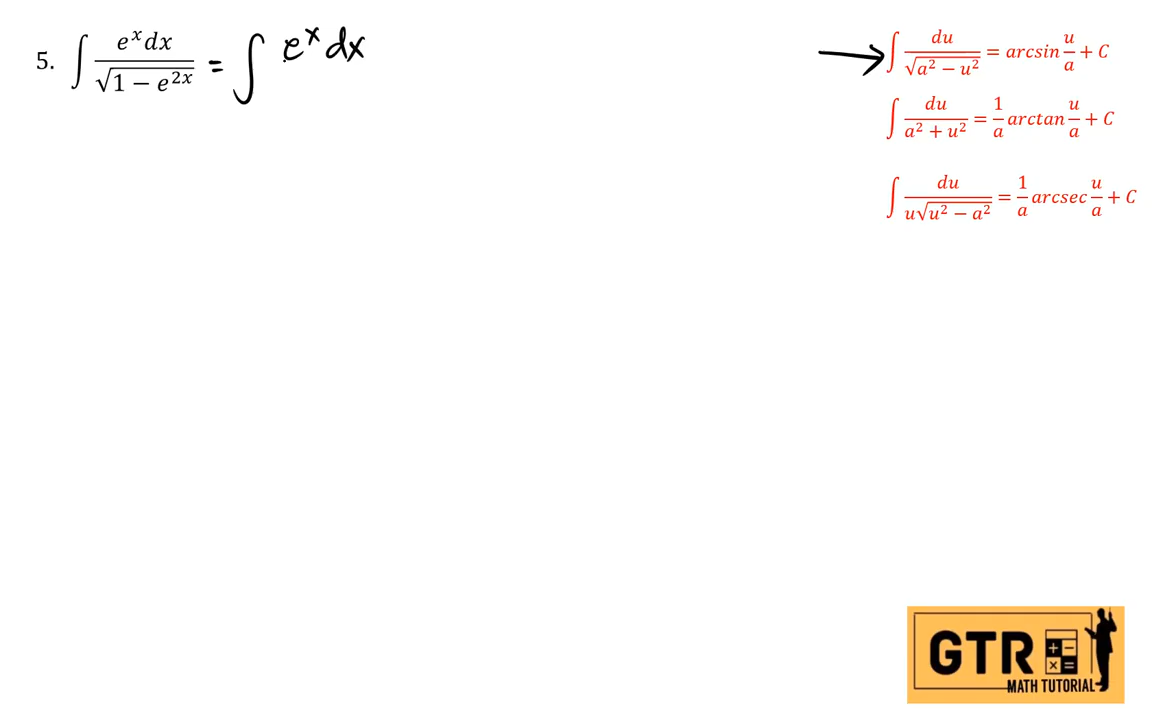 5. ∫ e^x dx / √(1 − e^{2x}) = ∫ e^x dx
∫ du / √(a² − u²) = arcsin u/a + C
∫ du / (a² + u²) = 1/a arctan u/a + C
∫ du / (u√(u² − a²)) = 1/a arcsec u/a + C
GTR
MATH TUTORIAL